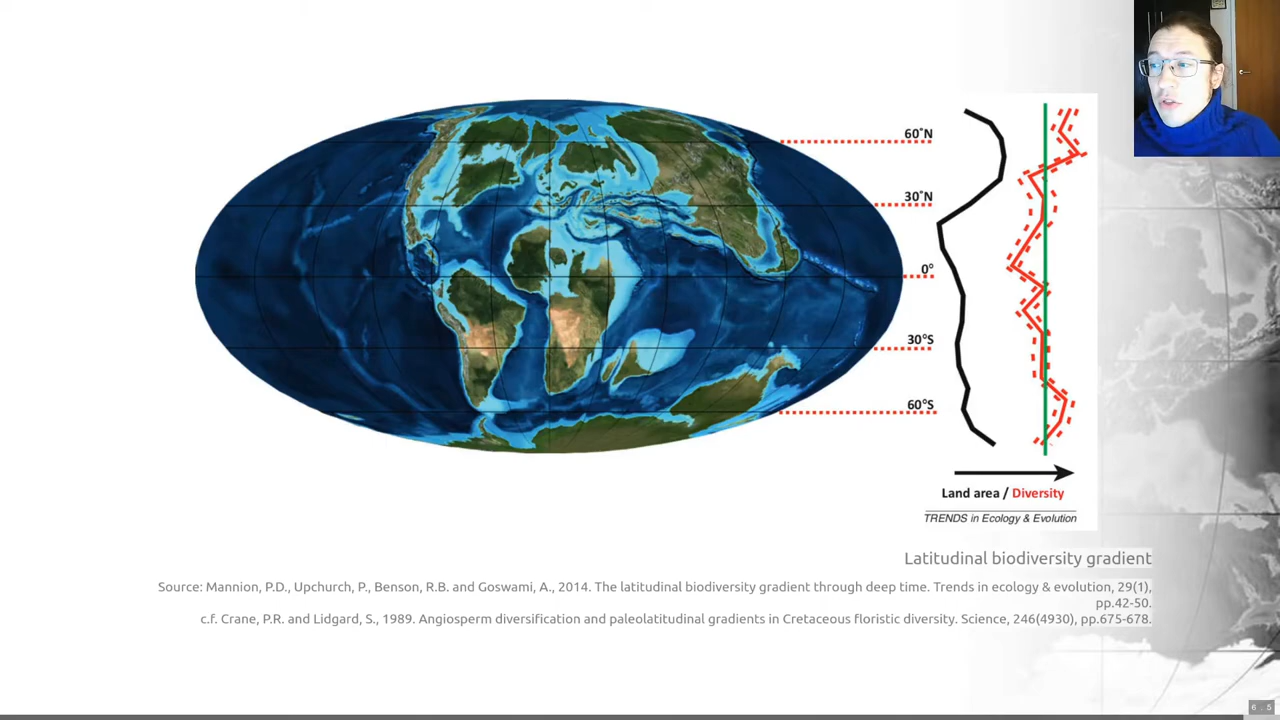 60°N
30°N
0°
30°S
60°S
Land area / Diversity
TRENDS in Ecology & Evolution
Latitudinal biodiversity gradient
Source: Mannion, P.D., Upchurch, P., Benson, R.B. and Goswami, A., 2014. The latitudinal biodiversity gradient through deep time. Trends in ecology & evolution, 29(1),
pp.42-50.
c.f. Crane, P.R. and Lidgard, S., 1989. Angiosperm diversification and paleolatitudinal gradients in Cretaceous floristic diversity. Science, 246(4930), pp.675-678.
6 . 5